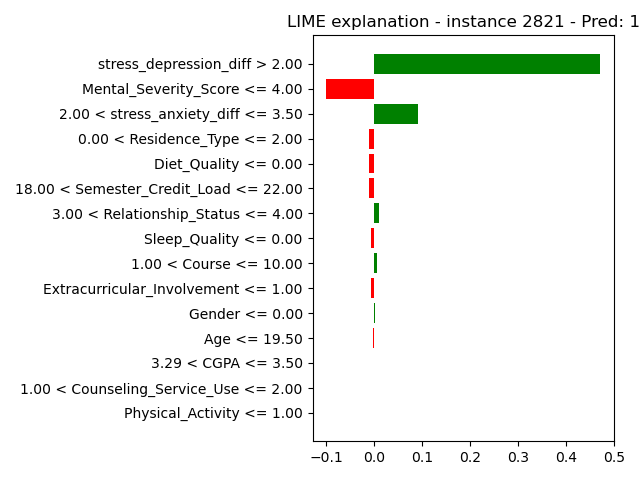 LIME explanation - instance 2821 - Pred: 1
stress_depression_diff > 2.00
Mental_Severity_Score <= 4.00
2.00 < stress_anxiety_diff <= 3.50
0.00 < Residence_Type <= 2.00
Diet_Quality <= 0.00
18.00 < Semester_Credit_Load <= 22.00
3.00 < Relationship_Status <= 4.00
Sleep_Quality <= 0.00
1.00 < Course <= 10.00
Extracurricular_Involvement <= 1.00
Gender <= 0.00
Age <= 19.50
3.29 < CGPA <= 3.50
1.00 < Counseling_Service_Use <= 2.00
Physical_Activity <= 1.00
−0.1 0.0 0.1 0.2 0.3 0.4 0.5